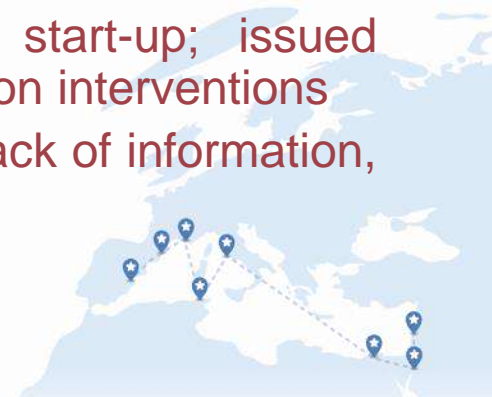 start-up; issued
on interventions
ack of information,